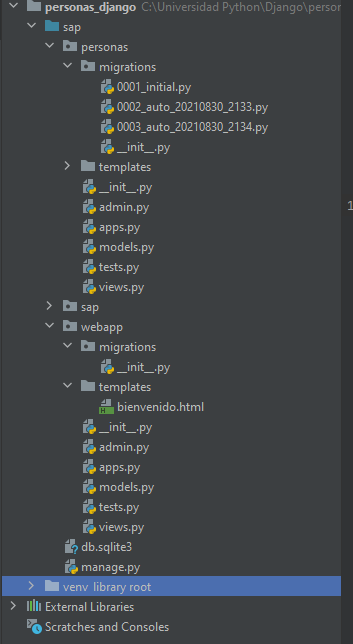 personas_django C:\Universidad Python\Django\person
sap
personas
migrations
0001_initial.py
0002_auto_20210830_2133.py
0003_auto_20210830_2134.py
__init__.py
templates
__init__.py
admin.py
apps.py
models.py
tests.py
views.py
sap
webapp
migrations
__init__.py
templates
bienvenido.html
__init__.py
admin.py
apps.py
models.py
tests.py
views.py
db.sqlite3
manage.py
venv library root
External Libraries
Scratches and Consoles
1